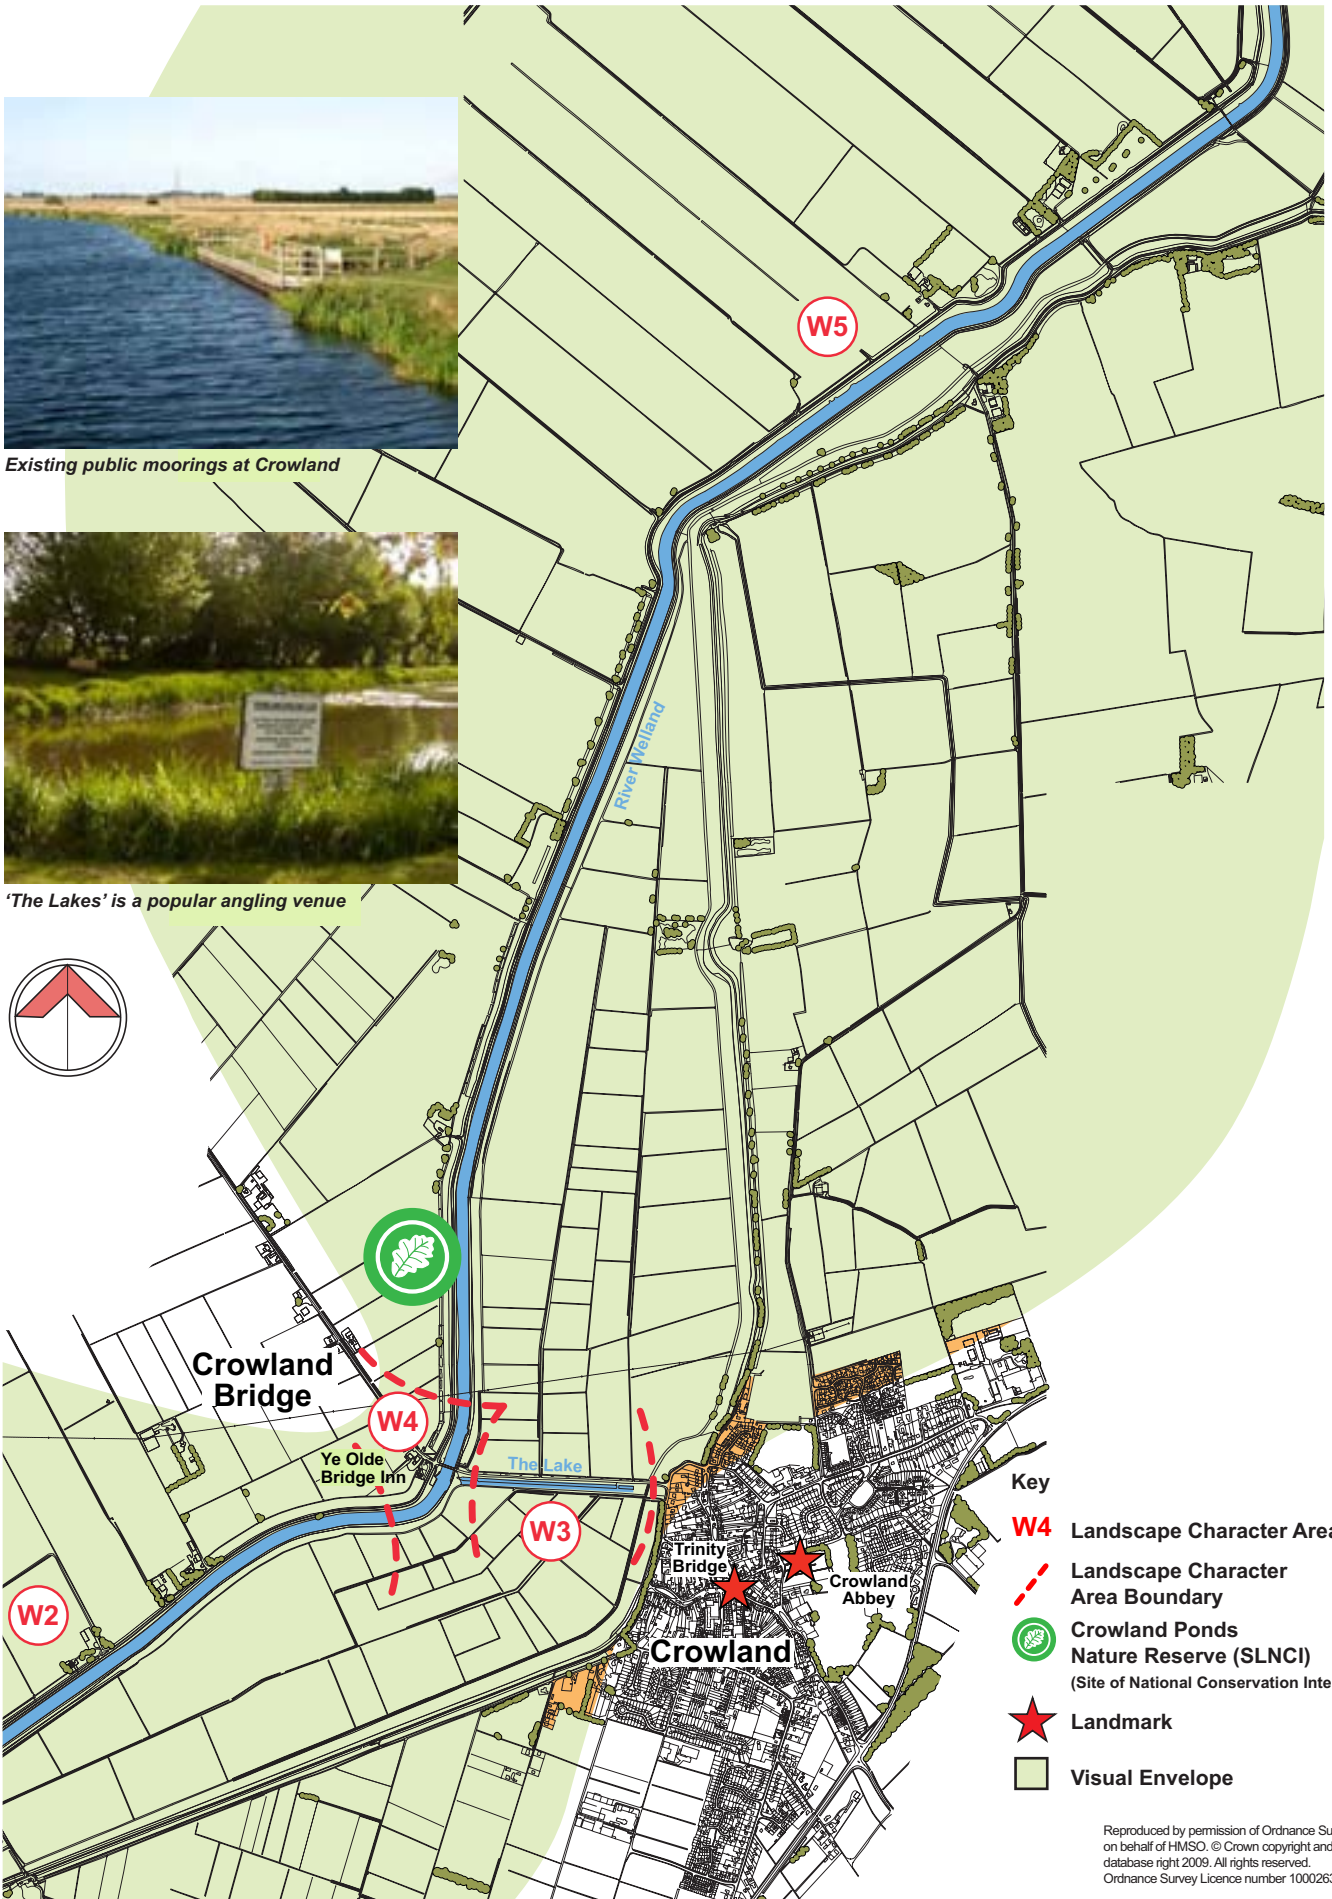 W5
Existing public moorings at Crowland
River Welland
'The Lakes' is a popular angling venue
Crowland
Bridge
W4
Ye Olde
Bridge Inn
The Lake
W3
W2
Trinity
Bridge
Crowland
Abbey
Crowland
Key
W4 Landscape Character Area
Landscape Character
Area Boundary
Crowland Ponds
Nature Reserve (SLNCI)
(Site of National Conservation Inte
Landmark
Visual Envelope
Reproduced by permission of Ordnance Su
on behalf of HMSO. © Crown copyright and
database right 2009. All rights reserved.
Ordnance Survey Licence number 1000263